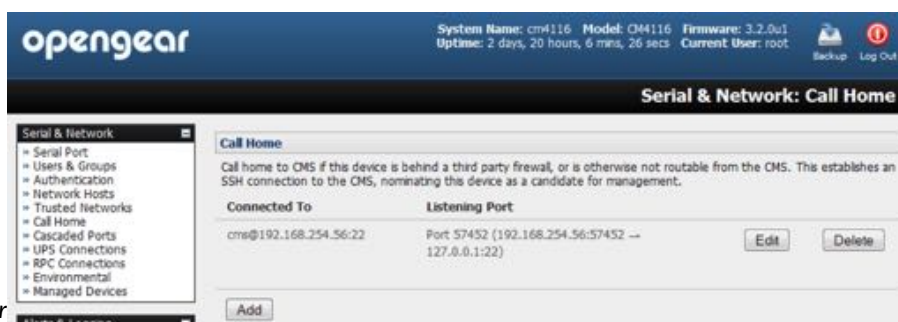 opengear
System Name: cm4116 Model: CM4116 Firmware: 3.2.0u1
Uptime: 2 days, 20 hours, 6 mins, 26 secs Current User: root
Backup Log Out
Serial & Network: Call Home
Serial & Network
» Serial Port
» Users & Groups
» Authentication
» Network Hosts
» Trusted Networks
» Call Home
» Cascaded Ports
» UPS Connections
» RPC Connections
» Environmental
» Managed Devices
Call Home
Call home to CMS if this device is behind a third party firewall, or is otherwise not routable from the CMS. This establishes an
SSH connection to the CMS, nominating this device as a candidate for management.
Connected To Listening Port
cms@192.168.254.56:22 Port 57452 (192.168.254.56:57452 →
127.0.0.1:22)
Edit Delete
Add